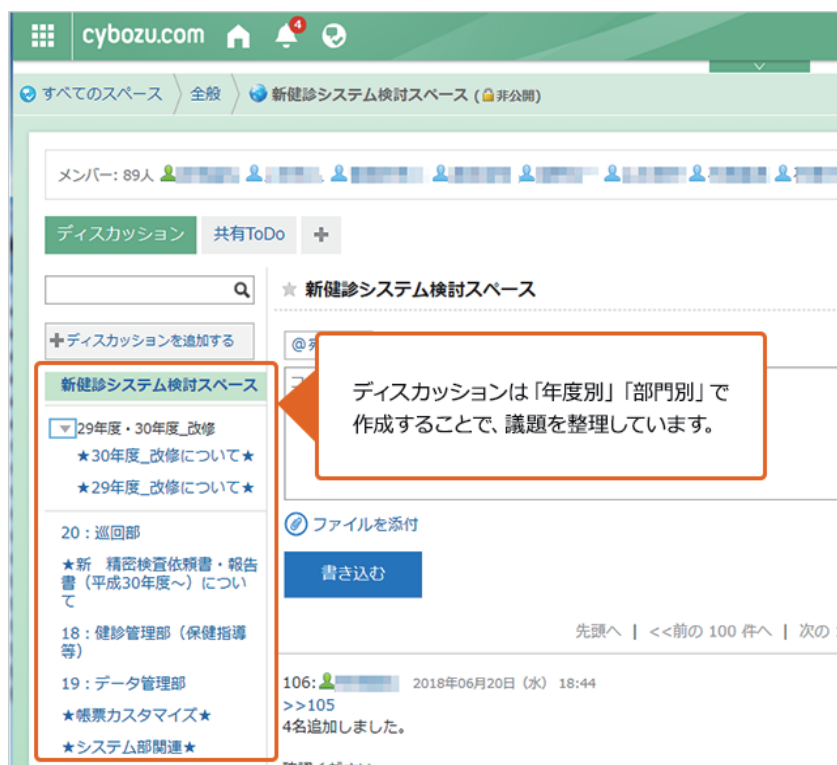 cybozu.com
4
すべてのスペース
全般
新健診システム検討スペース (非公開)
メンバー: 89人
ディスカッション
共有ToDo
新健診システム検討スペース
ディスカッションを追加する
@
新健診システム検討スペース
ディスカッションは「年度別」「部門別」で
作成することで、議題を整理しています。
29年度・30年度_改修
★30年度_改修について★
★29年度_改修について★
ファイルを添付
20：巡回部
★新 精密検査依頼書・報告
書（平成30年度～）につい
て
書き込む
18：健診管理部（保健指導
等）
先頭へ | <<前の 100 件へ | 次の
19：データ管理部
★帳票カスタマイズ★
★システム部関連★
106: 2018年06月20日（水） 18:44
>>105
4名追加しました。